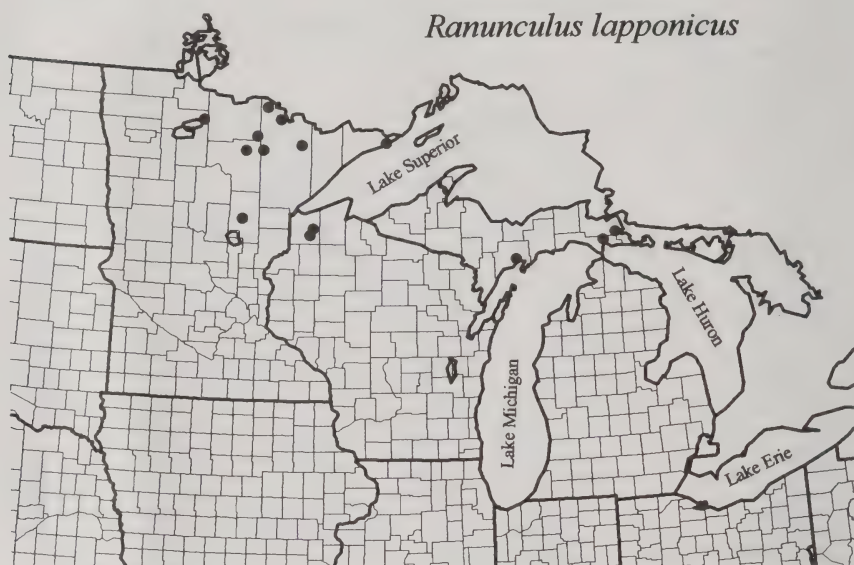 Ranunculus lapponicus
Lake Superior
Lake Huron
Lake Michigan
Lake Erie